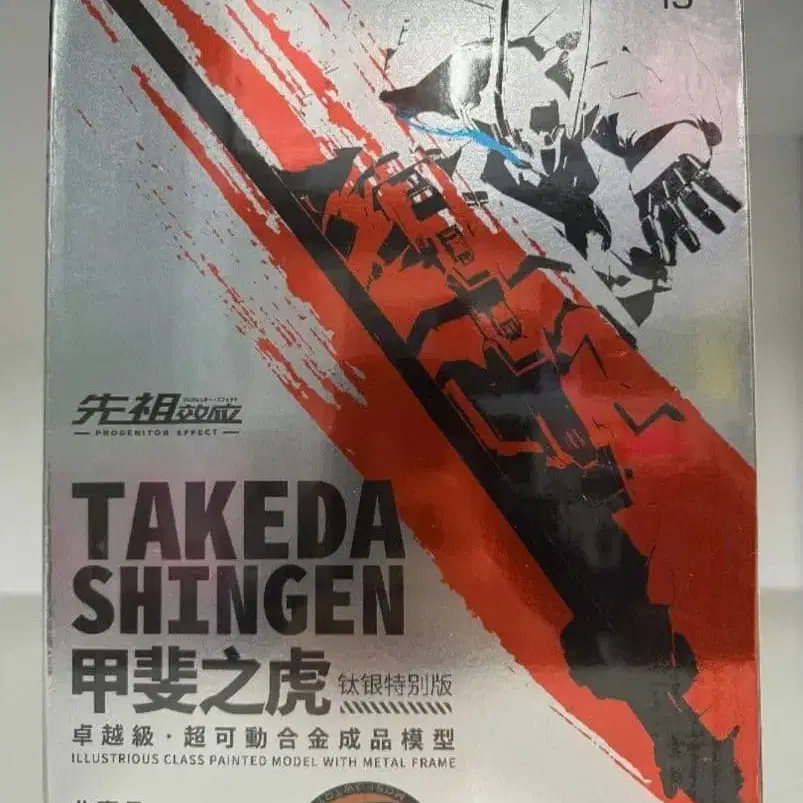 先祖效应
PROGENITOR EFFECT
TAKEDA
SHINGEN
甲斐之虎 钛银特别版
卓越級・超可動合金成品模型
ILLUSTRIOUS CLASS PAINTED MODEL WITH METAL FRAME